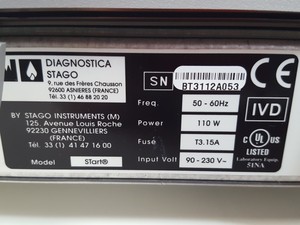 DIAGNOSTICA
STAGO
9, rue des Frères Chausson
92600 ASNIERES (FRANCE)
Tél. 33 (1) 46 88 20 20
BY STAGO INSTRUMENTS (M)
125, Avenue Louis Roche
92230 GENNEVILLIERS
(FRANCE)
Tél. 33 (1) 41 47 16 00
Model STart®
SN BT3112A053
Freq. 50 - 60Hz
Power 110 W
Fuse T3.15A
Input Volt 90 - 230 V~
CE
IVD
C UL US
LISTED
Laboratory Equip.
51NA